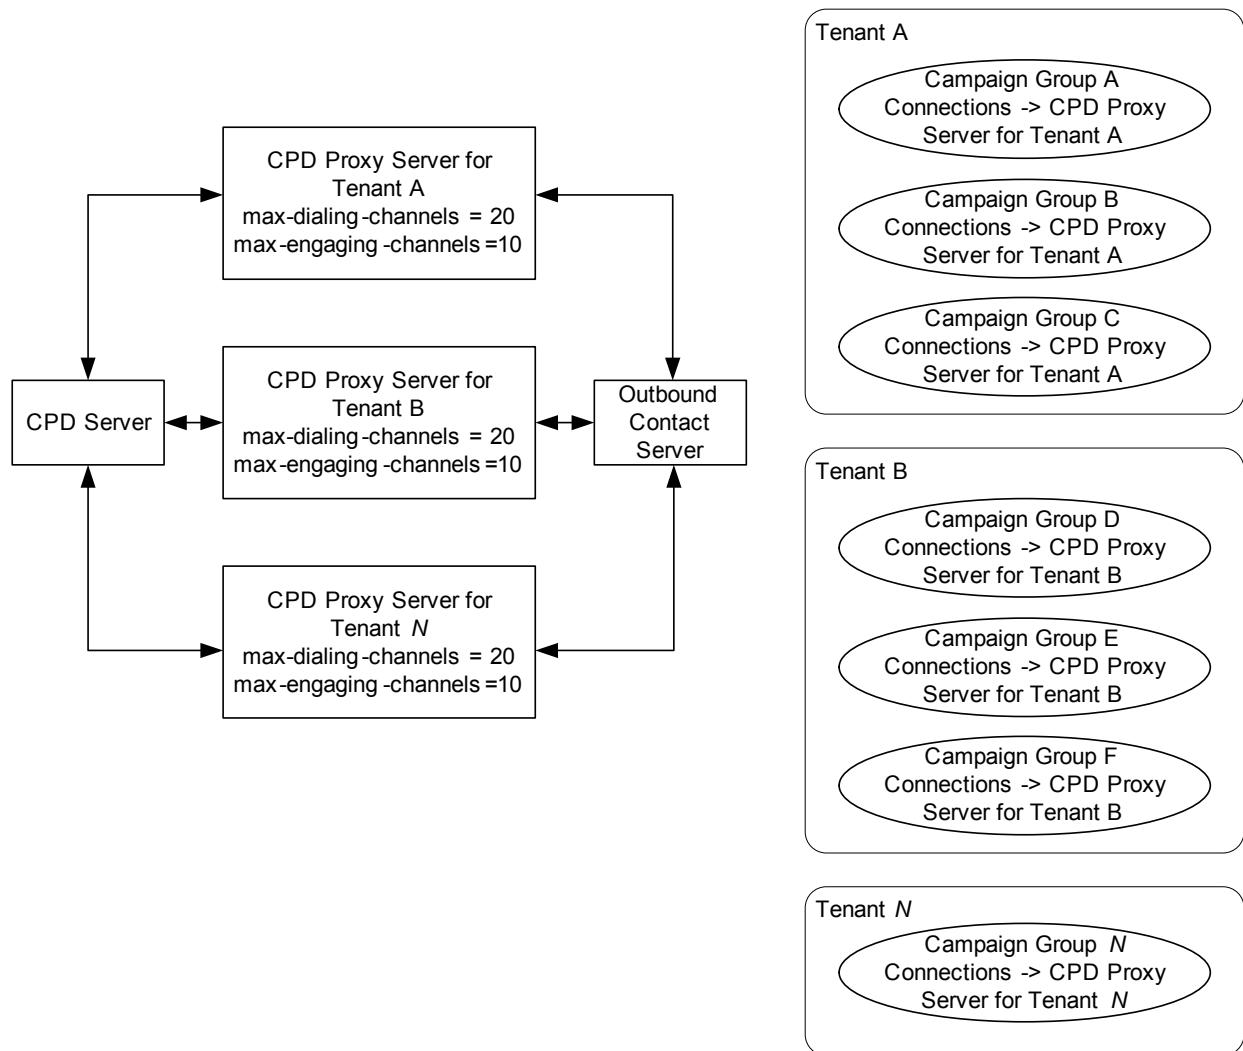 CPD Proxy Server for
Tenant A
max-dialing-channels = 20
max-engaging-channels=10
CPD Server
CPD Proxy Server for
Tenant B
max-dialing-channels = 20
max-engaging-channels=10
Outbound
Contact
Server
CPD Proxy Server for
Tenant N
max-dialing-channels = 20
max-engaging-channels=10
Tenant A
Campaign Group A
Connections -> CPD Proxy
Server for Tenant A
Campaign Group B
Connections -> CPD Proxy
Server for Tenant A
Campaign Group C
Connections -> CPD Proxy
Server for Tenant A
Tenant B
Campaign Group D
Connections -> CPD Proxy
Server for Tenant B
Campaign Group E
Connections -> CPD Proxy
Server for Tenant B
Campaign Group F
Connections -> CPD Proxy
Server for Tenant B
Tenant N
Campaign Group N
Connections -> CPD Proxy
Server for Tenant N